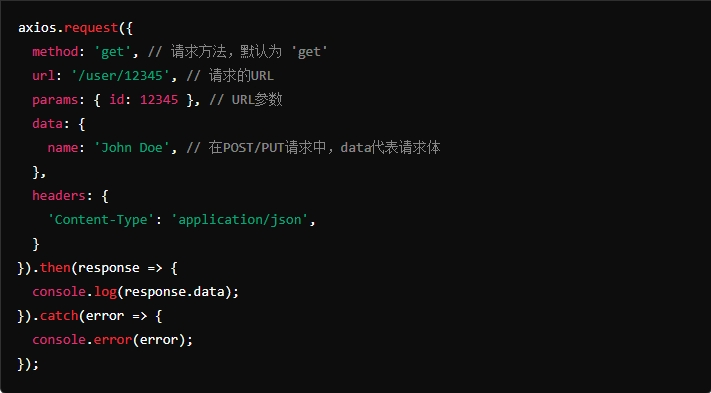 axios.request({
  method: 'get', // 请求方法，默认为 'get'
  url: '/user/12345', // 请求的URL
  params: { id: 12345 }, // URL参数
  data: {
    name: 'John Doe', // 在POST/PUT请求中，data代表请求体
  },
  headers: {
    'Content-Type': 'application/json',
  }
}).then(response => {
  console.log(response.data);
}).catch(error => {
  console.error(error);
});